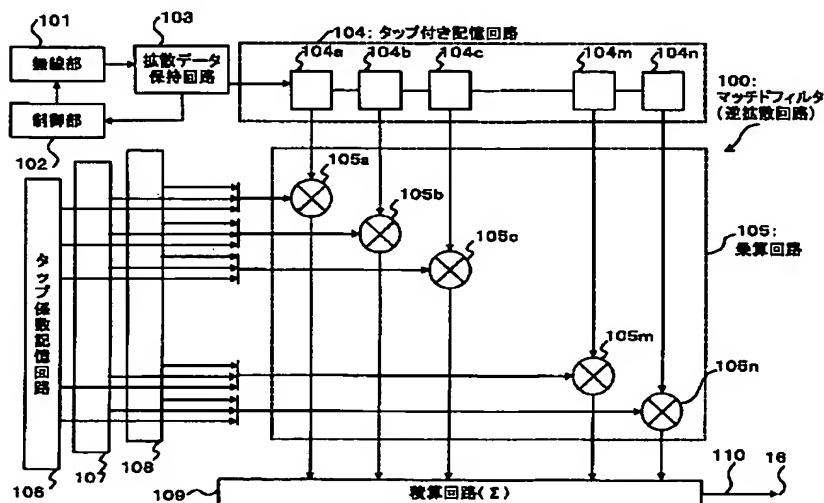 101
無線部
制御部
102
103
拡散データ
保持回路
104: タップ付き記憶回路
104a
104b
104c
104m
104n
100:
マッチドフィルタ
(逆拡散回路)
105a
105b
105c
105m
105n
105:
乗算回路
タップ係数記憶回路
106
107
108
109
積算回路(Σ)
110
16